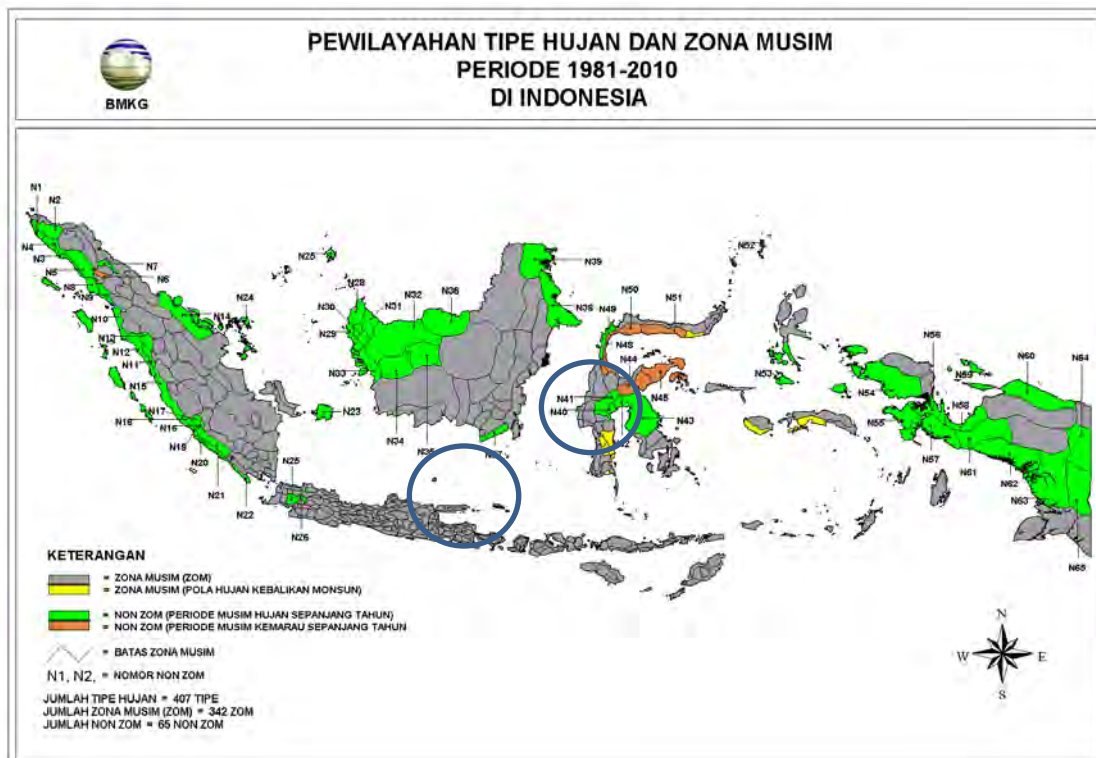 PEWILAYAHAN TIPE HUJAN DAN ZONA MUSIM
PERIODE 1981-2010
DI INDONESIA
BMKG
N1
N2
N4
N3
N5
N7
N6
N8
N9
N10
N14
N24
N13
N12
N11
N15
N16
N17
N16
N19
N20
N21
N22
N25
N26
N25
N28
N30
N31
N32
N36
N29
N33
N34
N23
N39
N38
N49
N50
N51
N52
N48
N44
N41
N40
N45
N43
N53
N54
N55
N56
N57
N58
N59
N60
N64
N61
N62
N63
N65
KETERANGAN
= ZONA MUSIM (ZOM)
= ZONA MUSIM (POLA HUJAN KEBALIKAN MONSUN)
= NON ZOM (PERIODE MUSIM HUJAN SEPANJANG TAHUN)
= NON ZOM (PERIODE MUSIM KEMARAU SEPANJANG TAHUN
= BATAS ZONA MUSIM
N1, N2, = NOMOR NON ZOM
JUMLAH TIPE HUJAN = 407 TIPE
JUMLAH ZONA MUSIM (ZOM) = 342 ZOM
JUMLAH NON ZOM = 65 NON ZOM
N
W
E
S